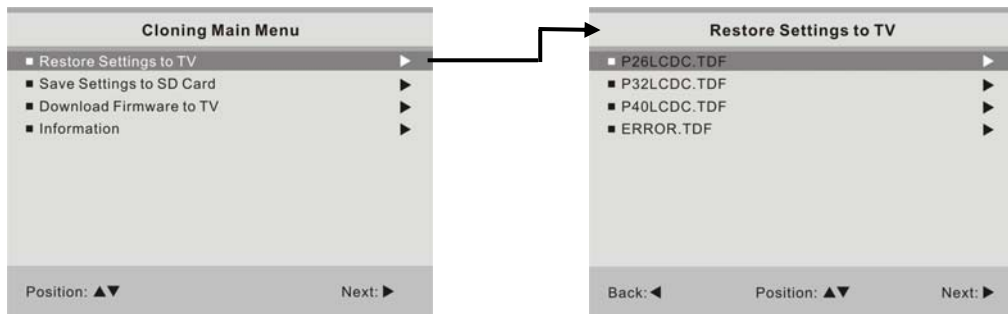 Cloning Main Menu
■ Restore Settings to TV ▶
■ Save Settings to SD Card ▶
■ Download Firmware to TV ▶
■ Information ▶
Position: ▲▼ Next: ▶
Restore Settings to TV
■ P26LCDC.TDF ▶
■ P32LCDC.TDF ▶
■ P40LCDC.TDF ▶
■ ERROR.TDF ▶
Back: ◀ Position: ▲▼ Next: ▶